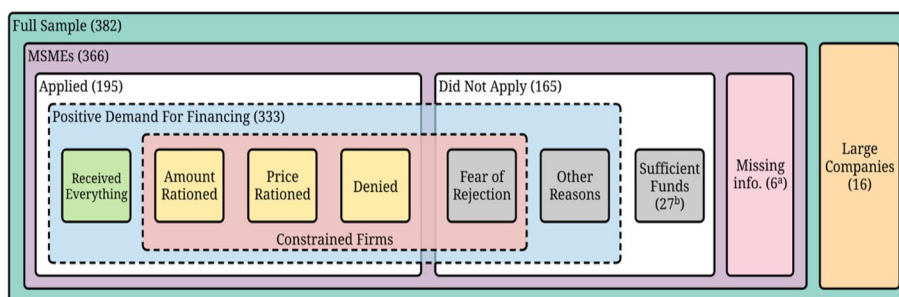 Full Sample (382)
MSMEs (366)
Applied (195)
Did Not Apply (165)
Positive Demand For Financing (333)
Received
Everything
Amount
Rationed
Price
Rationed
Denied
Fear of
Rejection
Other
Reasons
Sufficient
Funds
(27ᵇ)
Missing
info. (6ᵃ)
Large
Companies
(16)
Constrained Firms